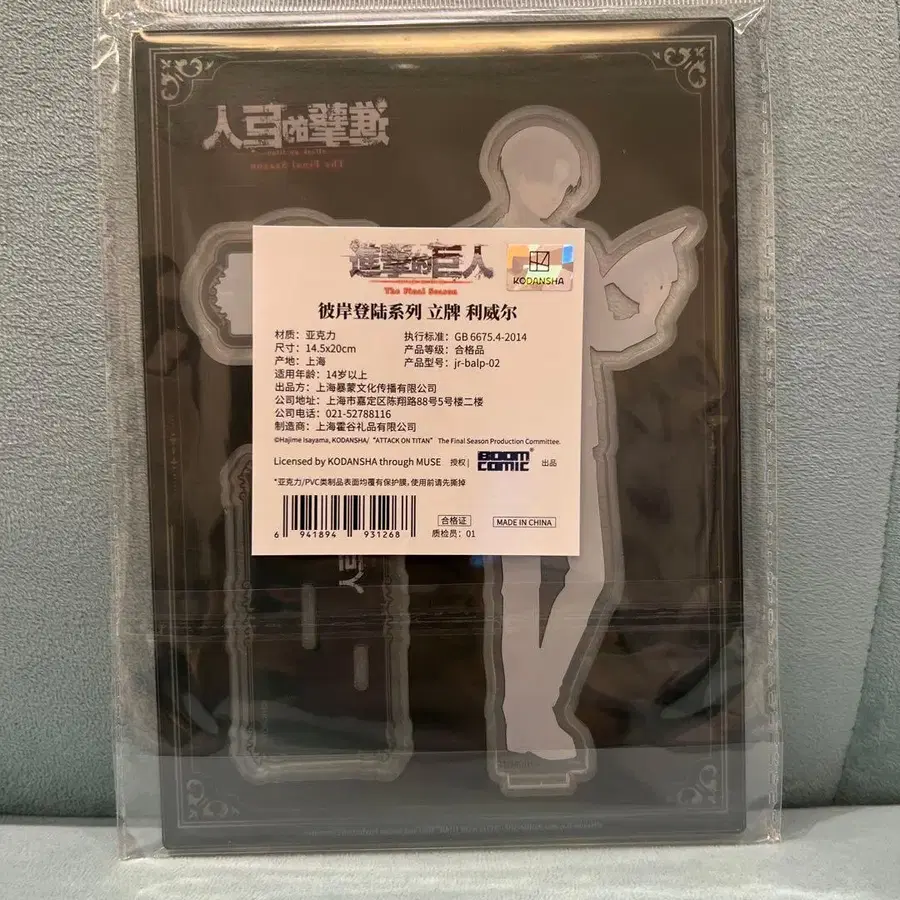 進撃的巨人
The Final Season
進撃的巨人
The Final Season
KODANSHA
彼岸登陆系列 立牌 利威尔
材质：亚克力 执行标准：GB 6675.4-2014
尺寸：14.5x20cm 产品等级：合格品
产地：上海 产品型号：jr-balp-02
适用年龄：14岁以上
出品方：上海暴蒙文化传播有限公司
公司地址：上海市嘉定区陈翔路88号5号楼二楼
公司电话：021-52788116
制造商：上海霍谷礼品有限公司
©Hajime Isayama, KODANSHA/ “ATTACK ON TITAN” The Final Season Production Committee.
Licensed by KODANSHA through MUSE 授权| BOOM COMIC® 出品
*亚克力/PVC类制品表面均覆有保护膜,使用前请先撕掉
6 941894 931268
合格证 MADE IN CHINA
质检员：01